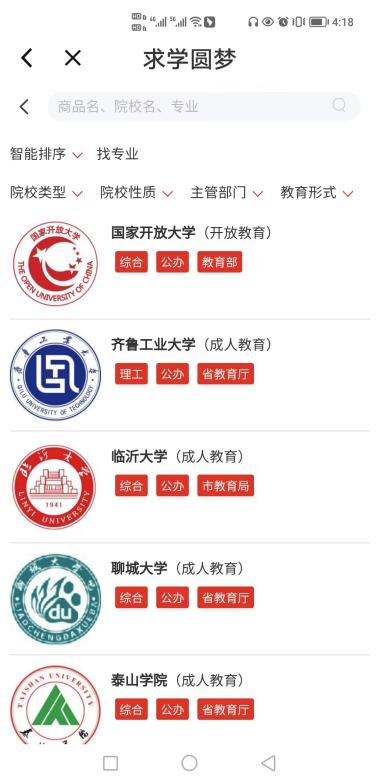 4:18
求学圆梦
商品名、院校名、专业
智能排序 找专业
院校类型 院校性质 主管部门 教育形式
国家开放大学
THE OPEN UNIVERSITY OF CHINA
国家开放大学（开放教育）
综合 公办 教育部
齐鲁工业大学
QILU UNIVERSITY OF TECHNOLOGY
齐鲁工业大学（成人教育）
理工 公办 省教育厅
临沂大学
1941
LINYI UNIVERSITY
临沂大学（成人教育）
综合 公办 市教育局
du
LIAOCHENGDAXUEBA
聊城大学（成人教育）
综合 公办 省教育厅
TAISHAN UNIVERSITY
泰山学院（成人教育）
综合 公办 省教育厅